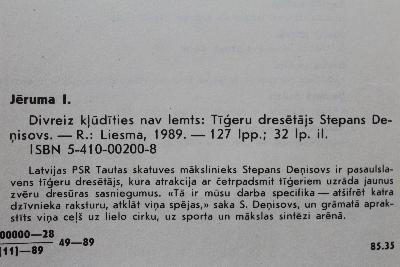 Jēruma I.
Divreiz kļūdīties nav lemts: Tīģeru dresētājs Stepans De-
ņisovs. — R.: Liesma, 1989. — 127 lpp.; 32 lp. il.
ISBN 5-410-00200-8
Latvijas PSR Tautas skatuves mākslinieks Stepans Deņisovs ir pasaulsla-
vens tīģeru dresētājs, kura atrakcija ar četrpadsmit tīģeriem uzrāda jaunus
zvēru dresūras sasniegumus. «Tā ir mūsu darba specifika — atšifrēt katra
dzīvnieka raksturu, atklāt viņa spējas,» saka S. Deņisovs, un grāmatā aprak-
stīts viņa ceļš uz lielo cirku, uz sporta un mākslas sintēzi arēnā.
00000—28
[11]—89
49—89
85.35